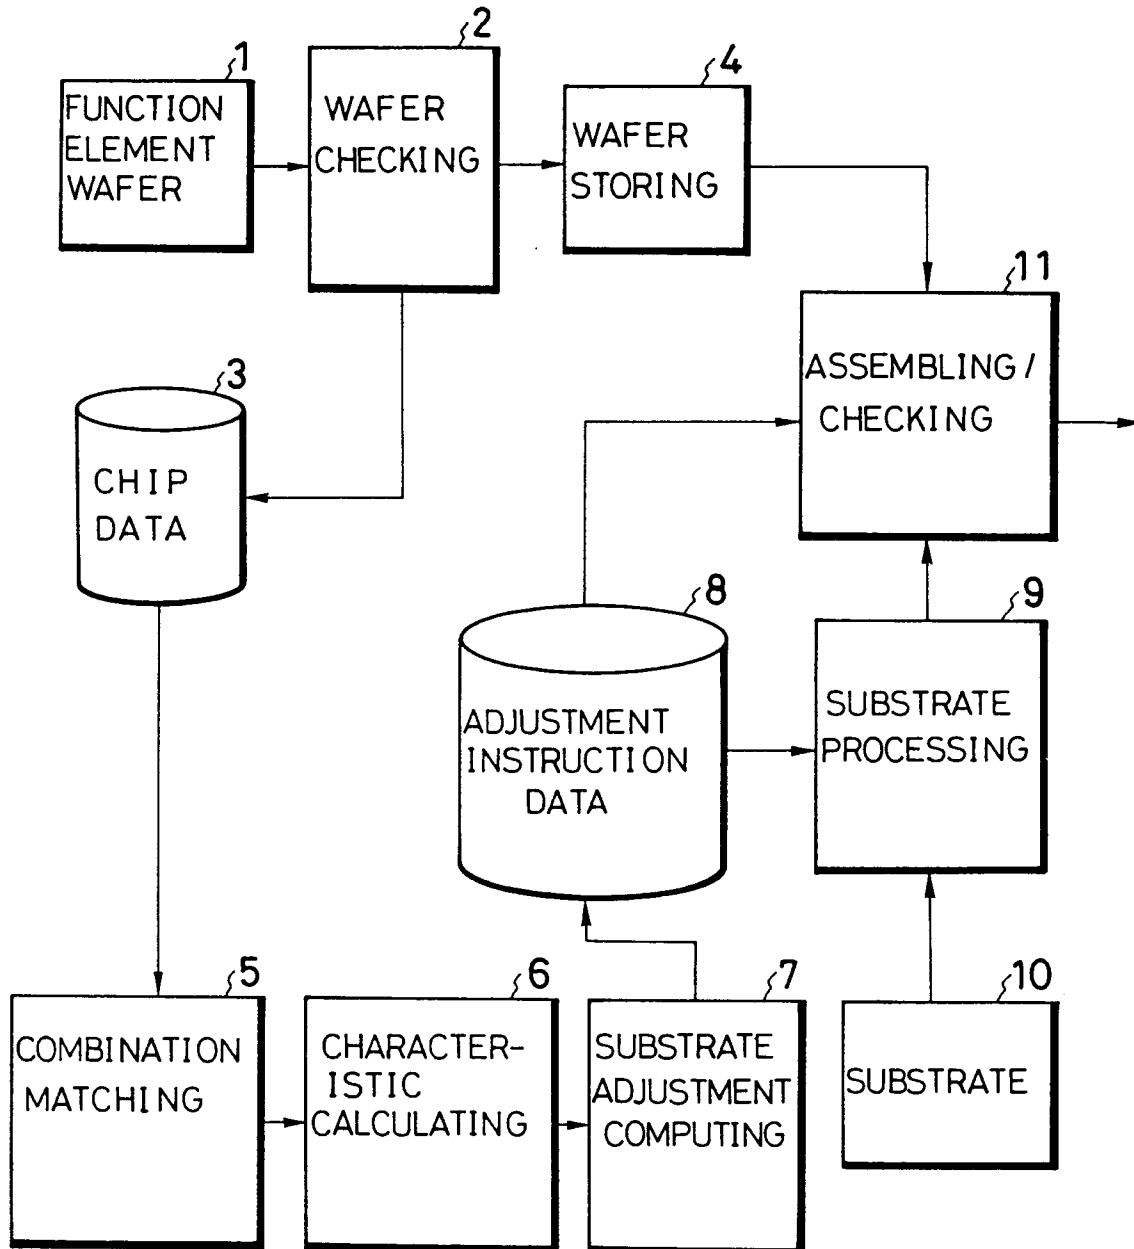 1
FUNCTION
ELEMENT
WAFER
2
WAFER
CHECKING
4
WAFER
STORING
11
ASSEMBLING/
CHECKING
3
CHIP
DATA
8
ADJUSTMENT
INSTRUCTION
DATA
9
SUBSTRATE
PROCESSING
5
COMBINATION
MATCHING
6
CHARACTER-
ISTIC
CALCULATING
7
SUBSTRATE
ADJUSTMENT
COMPUTING
10
SUBSTRATE